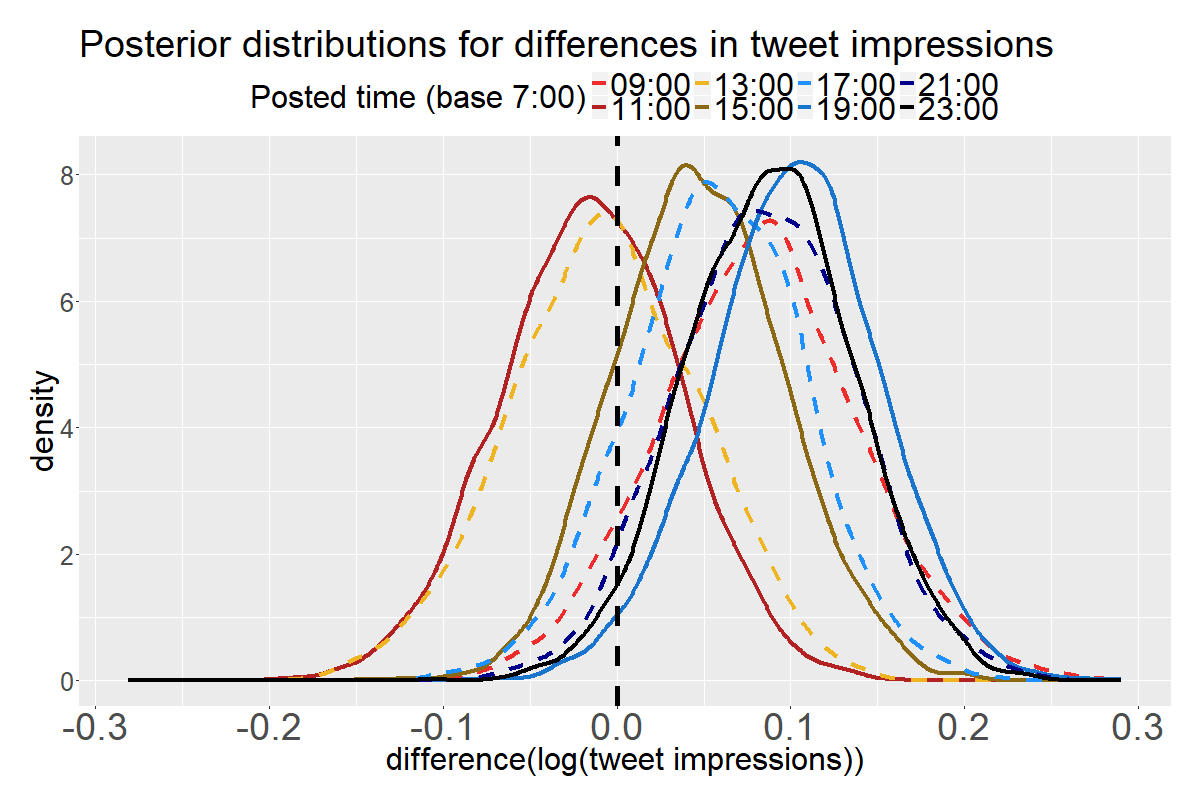 Posterior distributions for differences in tweet impressions
Posted time (base 7:00) 09:00 13:00 17:00 21:00
11:00 15:00 19:00 23:00
8
6
4
2
0
density
-0.3 -0.2 -0.1 0.0 0.1 0.2 0.3
difference(log(tweet impressions))